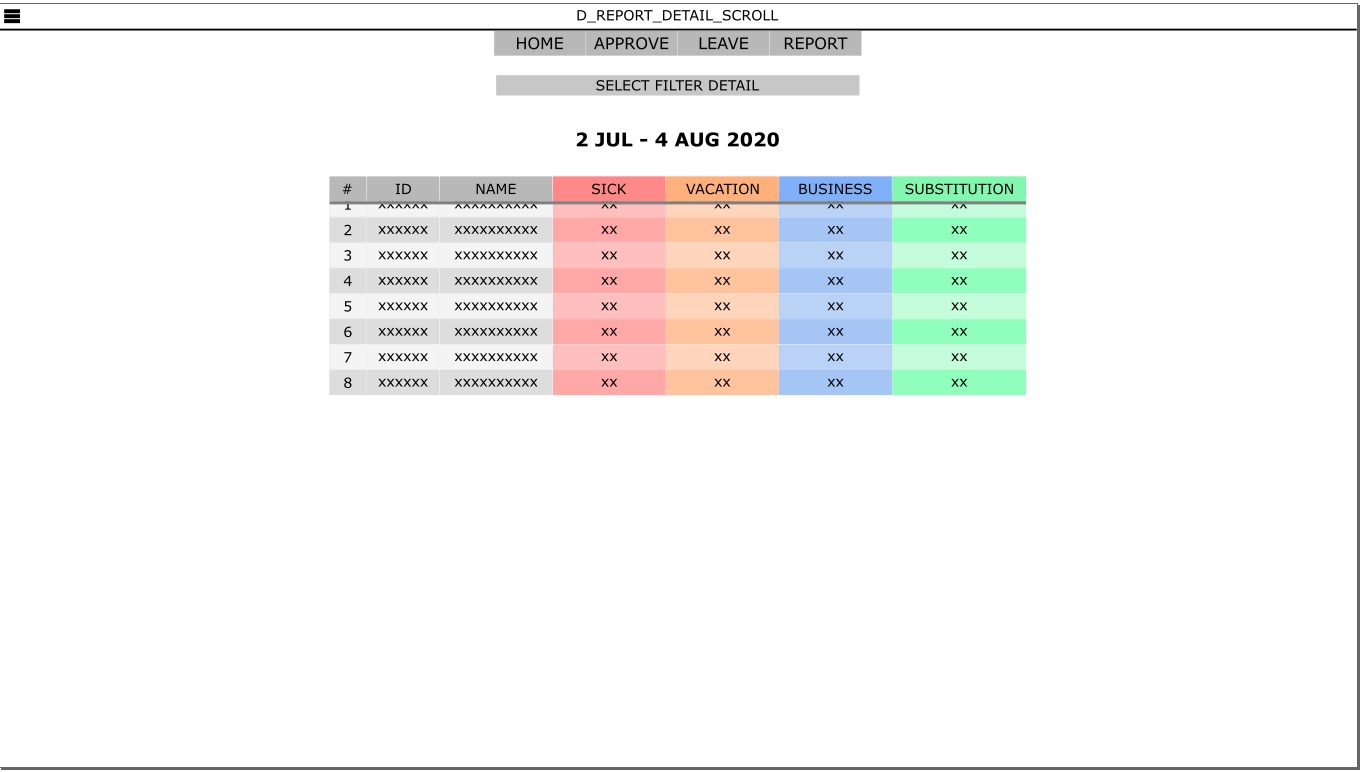 D_REPORT_DETAIL_SCROLL
HOME APPROVE LEAVE REPORT
SELECT FILTER DETAIL
2 JUL - 4 AUG 2020
# ID NAME SICK VACATION BUSINESS SUBSTITUTION
1 xxxxxx xxxxxxxxxx xx xx xx xx
2 xxxxxx xxxxxxxxxx xx xx xx xx
3 xxxxxx xxxxxxxxxx xx xx xx xx
4 xxxxxx xxxxxxxxxx xx xx xx xx
5 xxxxxx xxxxxxxxxx xx xx xx xx
6 xxxxxx xxxxxxxxxx xx xx xx xx
7 xxxxxx xxxxxxxxxx xx xx xx xx
8 xxxxxx xxxxxxxxxx xx xx xx xx